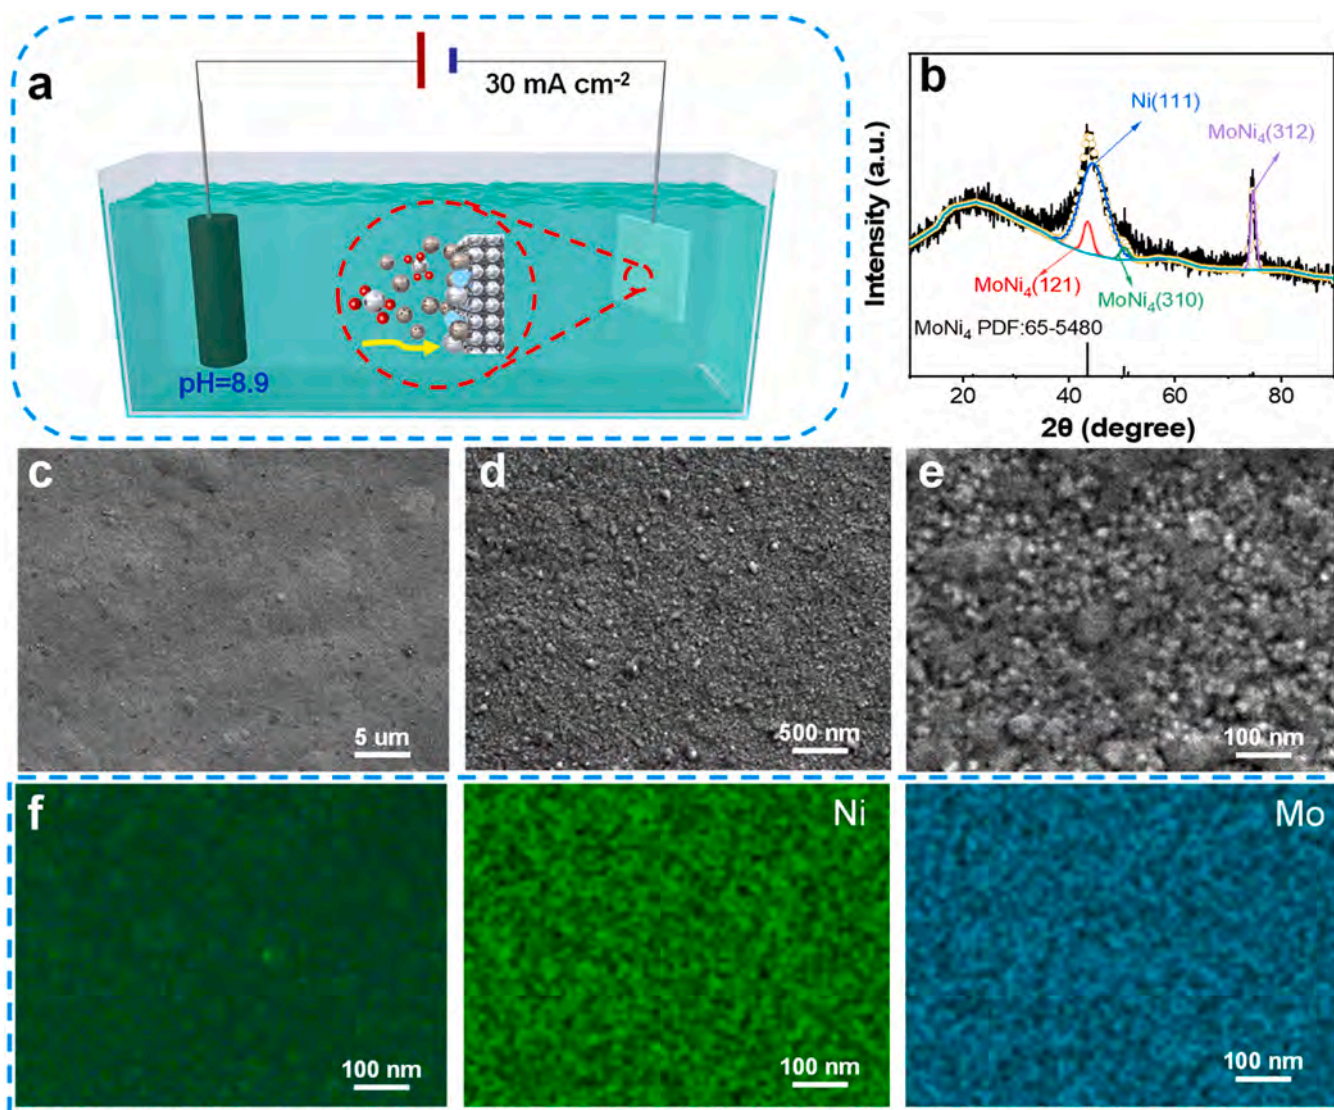 a
30 mA cm⁻²
pH=8.9
b
Ni(111)
MoNi₄(312)
MoNi₄(121)
MoNi₄(310)
MoNi₄ PDF:65-5480
Intensity (a.u.)
20
40
60
80
2θ (degree)
c
5 um
d
500 nm
e
100 nm
f
100 nm
Ni
100 nm
Mo
100 nm